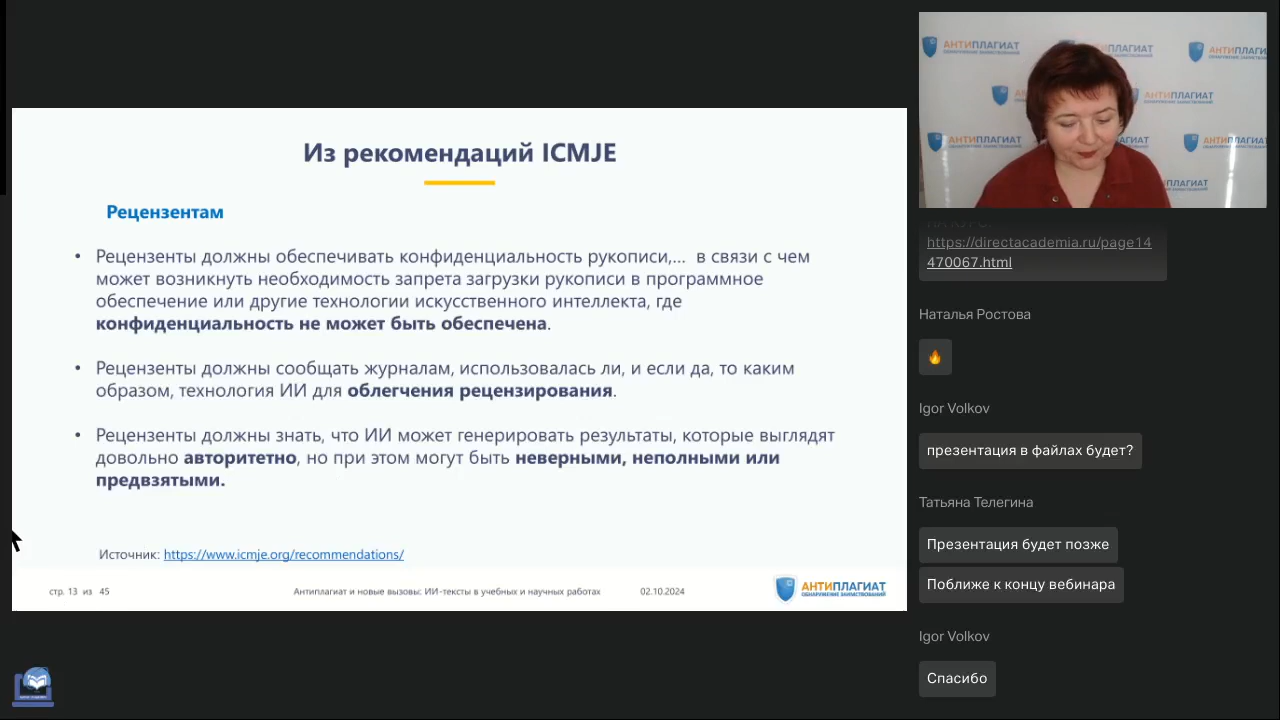 Из рекомендаций ICMJE
Рецензентам
• Рецензенты должны обеспечивать конфиденциальность рукописи,... в связи с чем
может возникнуть необходимость запрета загрузки рукописи в программное
обеспечение или другие технологии искусственного интеллекта, где
конфиденциальность не может быть обеспечена.
• Рецензенты должны сообщать журналам, использовалась ли, и если да, то каким
образом, технология ИИ для облегчения рецензирования.
• Рецензенты должны знать, что ИИ может генерировать результаты, которые выглядят
довольно авторитетно, но при этом могут быть неверными, неполными или
предвзятыми.
Источник: https://www.icmje.org/recommendations/
стр. 13 из 45
Антиплагиат и новые вызовы: ИИ-тексты в учебных и научных работах
02.10.2024
АНТИПЛАГИАТ
ОБНАРУЖЕНИЕ ЗАИМСТВОВАНИЙ
АНТИПЛАГИАТ
АНТИПЛАГИАТ
https://directacademia.ru/page14
470067.html
Наталья Ростова
🔥
Igor Volkov
презентация в файлах будет?
Татьяна Телегина
Презентация будет позже
Поближе к концу вебинара
Igor Volkov
Спасибо